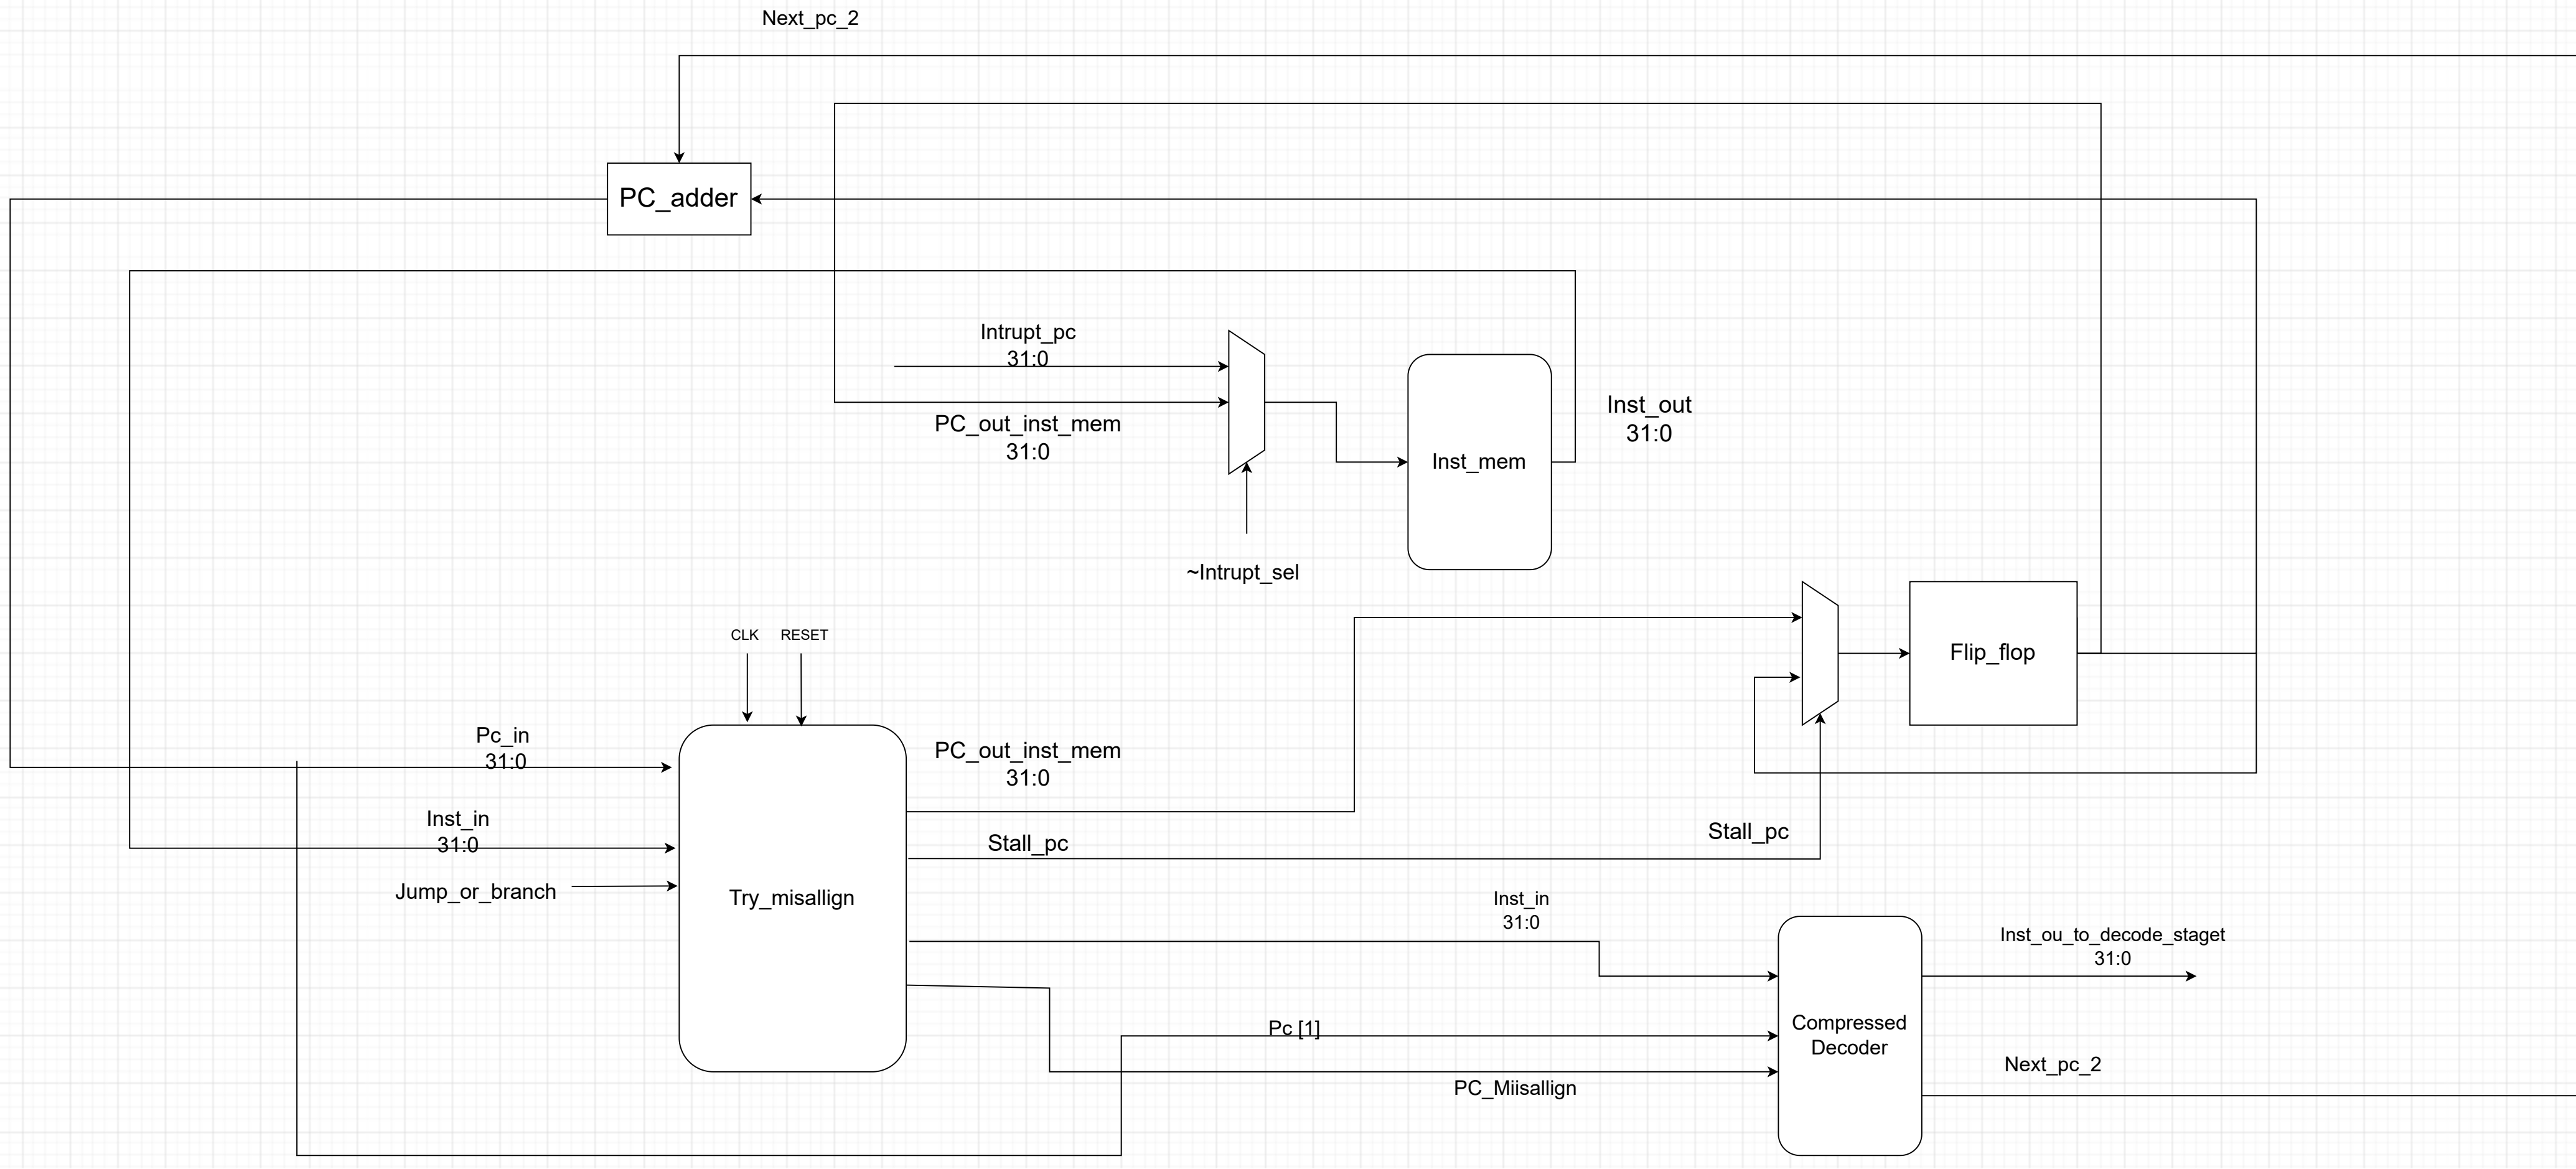 Next_pc_2
PC_adder
Intrupt_pc
31:0
PC_out_inst_mem
31:0
Inst_out
31:0
Inst_mem
~Intrupt_sel
CLK
RESET
Flip_flop
Pc_in
31:0
PC_out_inst_mem
31:0
Inst_in
31:0
Stall_pc
Stall_pc
Jump_or_branch
Try_misallign
Inst_in
31:0
Inst_ou_to_decode_staget
31:0
Pc [1]
Compressed
Decoder
PC_Miisallign
Next_pc_2